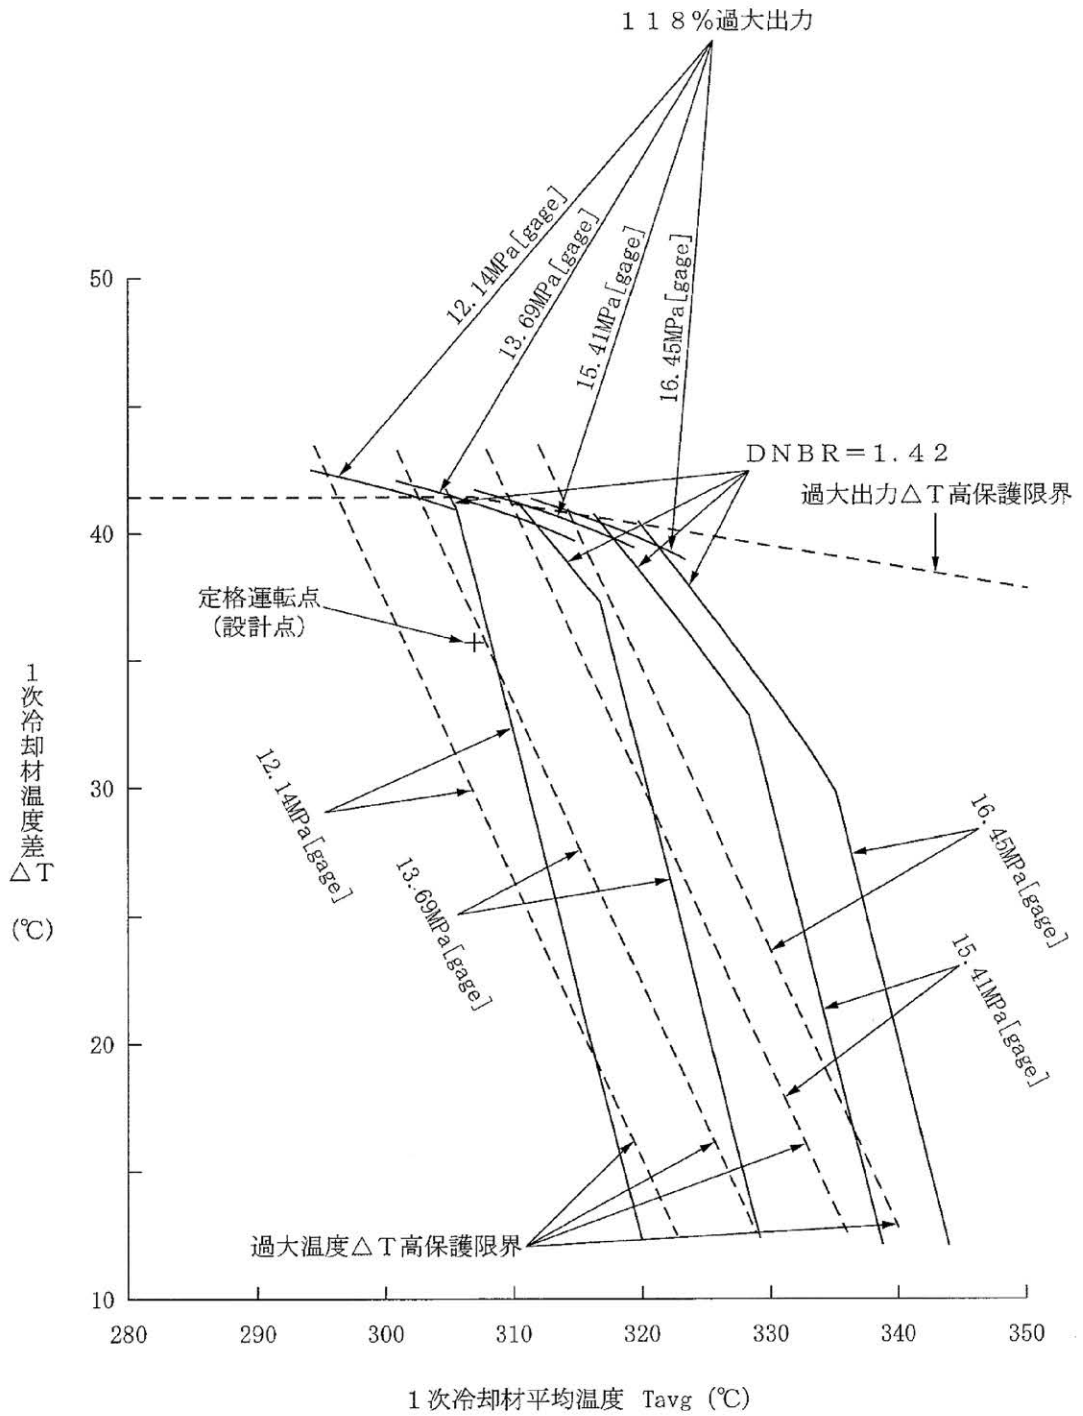 118%過大出力
12.14MPa[gage]
13.69MPa[gage]
15.41MPa[gage]
16.45MPa[gage]
DNBR=1.42
過大出力△T高保護限界
定格運転点
(設計点)
12.14MPa[gage]
13.69MPa[gage]
16.45MPa[gage]
15.41MPa[gage]
過大温度△T高保護限界
1次冷却材温度差△T
(℃)
50
40
30
20
10
280 290 300 310 320 330 340 350
1次冷却材平均温度 Tavg (℃)